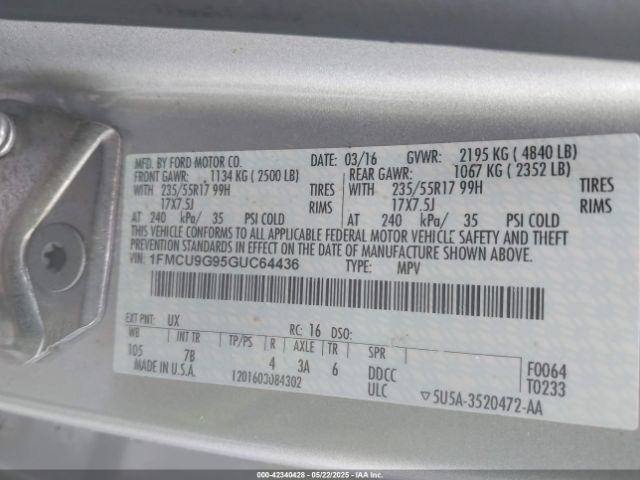 MFD. BY FORD MOTOR CO. DATE: 03/16 GVWR: 2195 KG ( 4840 LB)
FRONT GAWR: 1134 KG ( 2500 LB) REAR GAWR: 1067 KG ( 2352 LB)
WITH 235/55R17 99H TIRES WITH 235/55R17 99H TIRES
17X7.5J RIMS 17X7.5J RIMS
AT 240 kPa/ 35 PSI COLD AT 240 kPa/ 35 PSI COLD
THIS VEHICLE CONFORMS TO ALL APPLICABLE FEDERAL MOTOR VEHICLE SAFETY AND THEFT
PREVENTION STANDARDS IN EFFECT ON THE DATE OF MANUFACTURE SHOWN ABOVE.
VIN: 1FMCU9G95GUC64436 TYPE: MPV
EXT PNT: UX RC: 16 DSO:
WB INT TR TP/PS R AXLE TR SPR
105 7B 4 3A 6 DDCC F0064
MADE IN U.S.A. 1201603084302 ULC T0233
▽5U5A-3520472-AA
000-42340428 - 05/22/2025 - IAAI.COM